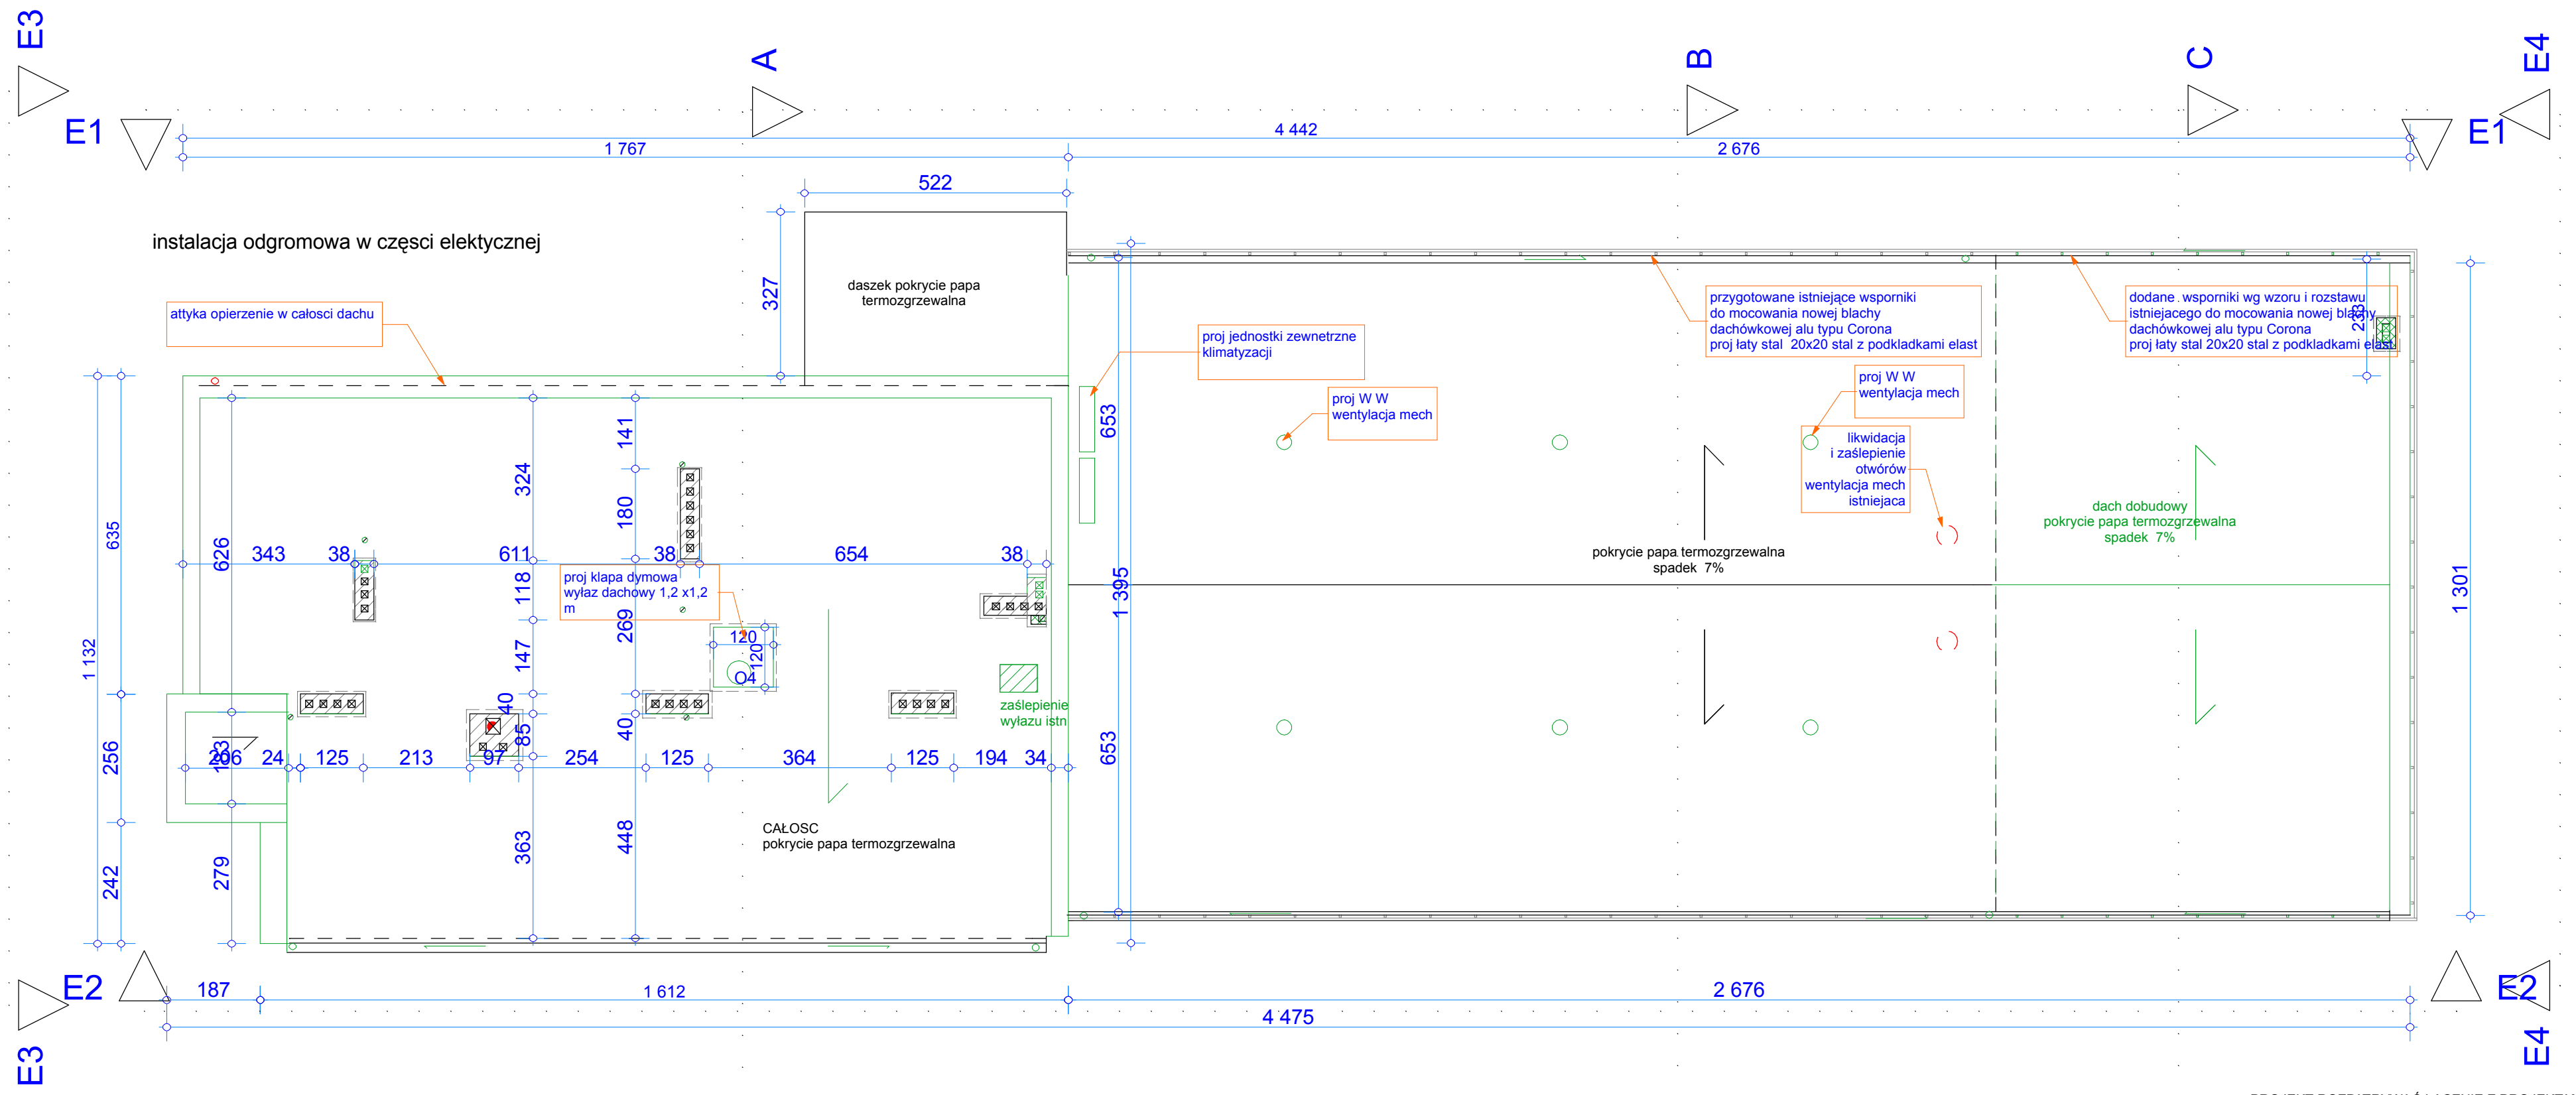 E3
A
B
C
E4
E1
E1
4 442
1 767
2 676
522
instalacja odgromowa w częsci elektycznej
327
daszek pokrycie papa
termozgrzewalna
attyka opierzenie w całosci dachu
proj jednostki zewnetrzne
klimatyzacji
przygotowane istniejące wsporniki
do mocowania nowej blachy
dachówkowej alu typu Corona
proj łaty stal 20x20 stal z podkladkami elast
dodane wsporniki wg wzoru i rozstawu
istniejacego do mocowania nowej blachy
dachówkowej alu typu Corona
proj łaty stal 20x20 stal z podkladkami elast
233
proj W W
wentylacja mech
proj W W
wentylacja mech
likwidacja
i zaślepienie
otwórów
wentylacja mech
istniejaca
653
141
324
180
635
626
343
38
611
38
654
38
118
269
147
1 132
proj klapa dymowa
wyłaz dachowy 1,2 x1,2
m
120
120
O4
1 395
1 301
pokrycie papa termozgrzewalna
spadek 7%
dach dobudowy
pokrycie papa termozgrzewalna
spadek 7%
zaślepienie
wyłazu istn
40
85
40
256
206
24
125
213
97
254
125
364
125
194
34
653
242
279
363
448
CAŁOSC
pokrycie papa termozgrzewalna
E2
187
1 612
2 676
E2
4 475
E3
E4